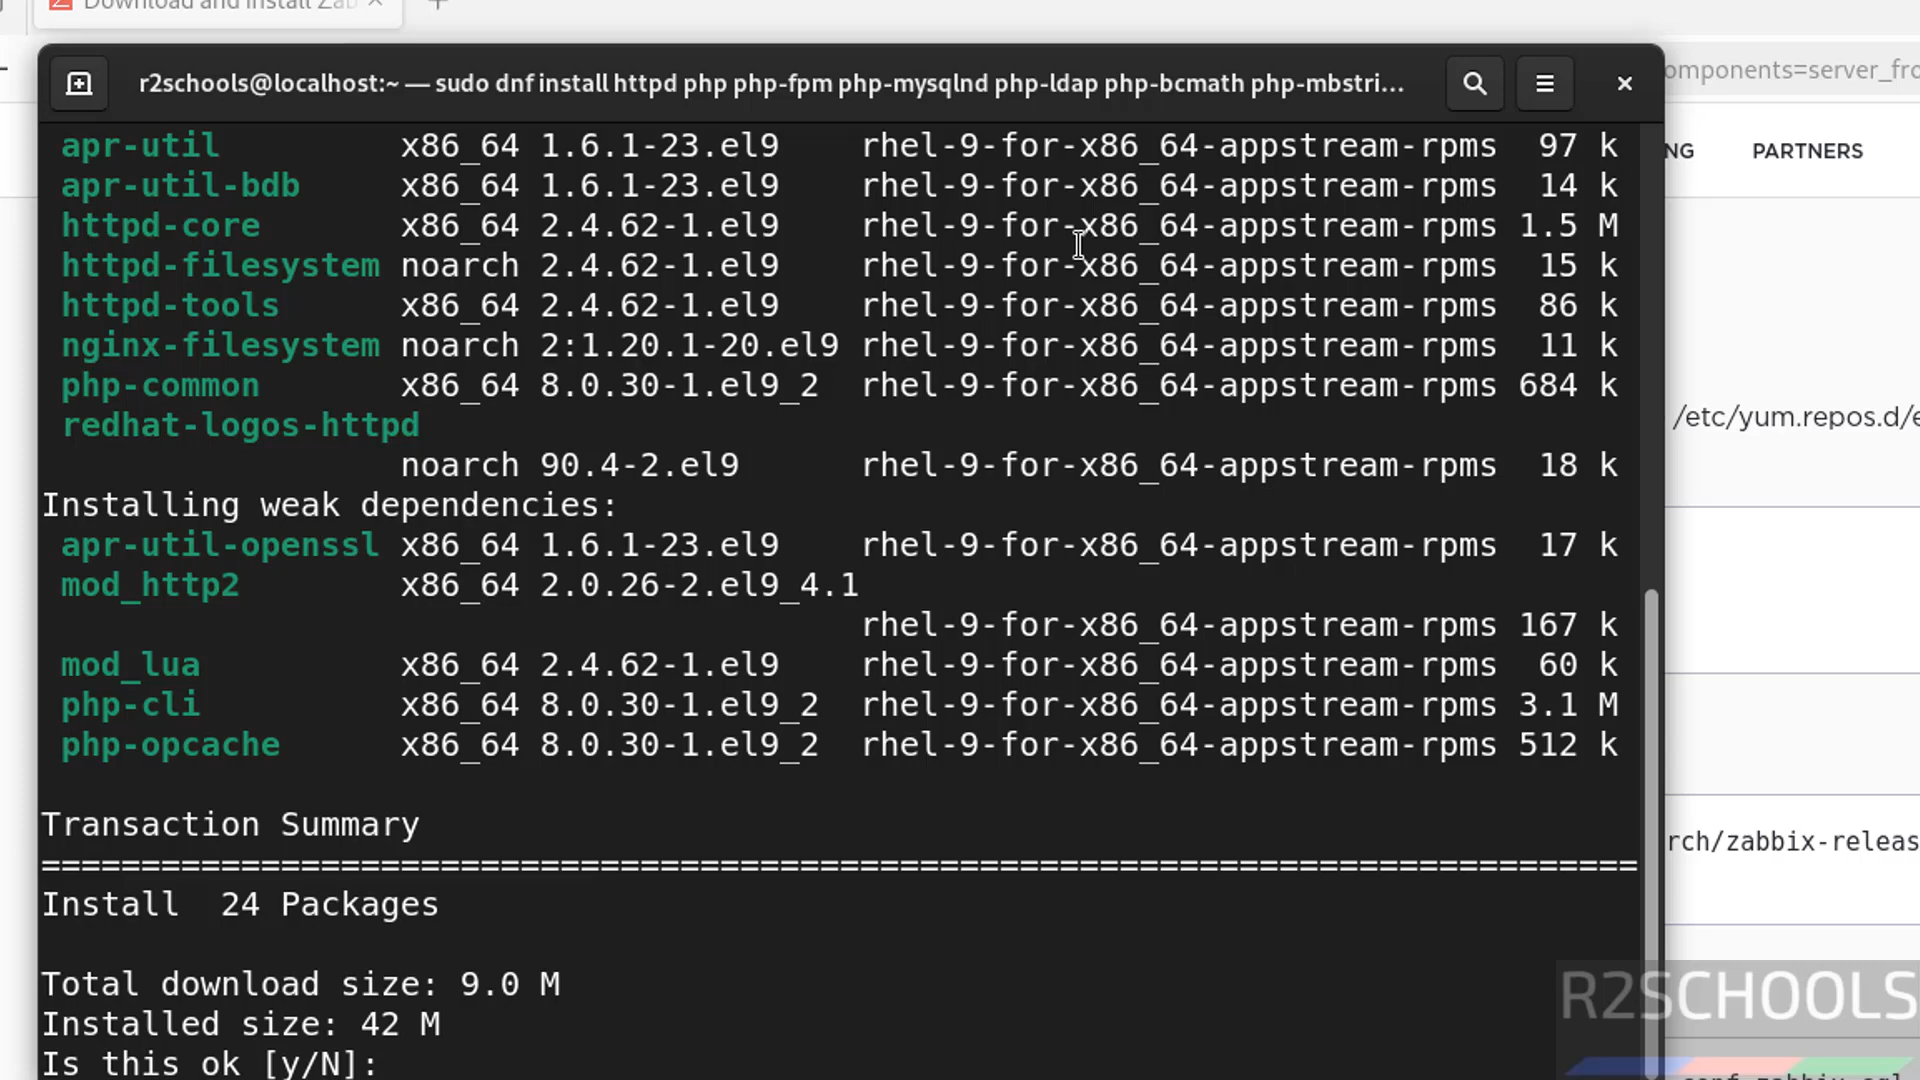 Download and install Zab
r2schools@localhost:~ — sudo dnf install httpd php php-fpm php-mysqlnd php-ldap php-bcmath php-mbstri...
omponents=server_fro
NG PARTNERS
apr-util x86_64 1.6.1-23.el9 rhel-9-for-x86_64-appstream-rpms 97 k
apr-util-bdb x86_64 1.6.1-23.el9 rhel-9-for-x86_64-appstream-rpms 14 k
httpd-core x86_64 2.4.62-1.el9 rhel-9-for-x86_64-appstream-rpms 1.5 M
httpd-filesystem noarch 2.4.62-1.el9 rhel-9-for-x86_64-appstream-rpms 15 k
httpd-tools x86_64 2.4.62-1.el9 rhel-9-for-x86_64-appstream-rpms 86 k
nginx-filesystem noarch 2:1.20.1-20.el9 rhel-9-for-x86_64-appstream-rpms 11 k
php-common x86_64 8.0.30-1.el9_2 rhel-9-for-x86_64-appstream-rpms 684 k
redhat-logos-httpd
noarch 90.4-2.el9 rhel-9-for-x86_64-appstream-rpms 18 k
Installing weak dependencies:
apr-util-openssl x86_64 1.6.1-23.el9 rhel-9-for-x86_64-appstream-rpms 17 k
mod_http2 x86_64 2.0.26-2.el9_4.1
rhel-9-for-x86_64-appstream-rpms 167 k
mod_lua x86_64 2.4.62-1.el9 rhel-9-for-x86_64-appstream-rpms 60 k
php-cli x86_64 8.0.30-1.el9_2 rhel-9-for-x86_64-appstream-rpms 3.1 M
php-opcache x86_64 8.0.30-1.el9_2 rhel-9-for-x86_64-appstream-rpms 512 k
Transaction Summary
================================================================================
Install 24 Packages
Total download size: 9.0 M
Installed size: 42 M
Is this ok [y/N]:
/etc/yum.repos.d/e
rch/zabbix-releas
R2SCHOOLS